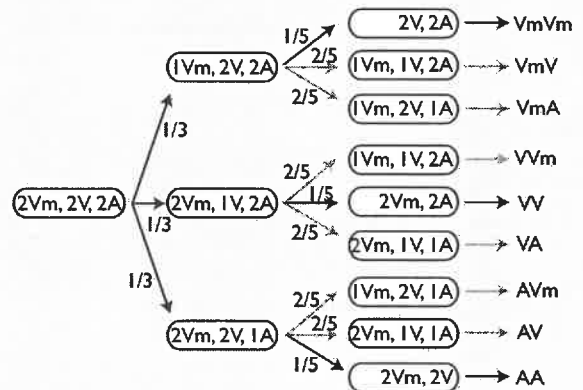 1/5 2V, 2A VmVm
1Vm, 2V, 2A 2/5 1Vm, 1V, 2A VmV
2/5 1Vm, 2V, 1A VmA
1/3
2/5 1Vm, 1V, 2A VVm
2Vm, 2V, 2A 1/3 2Vm, 1V, 2A 1/5 2Vm, 2A VV
2/5 2Vm, 1V, 1A VA
1/3
2/5 1Vm, 2V, 1A AVm
2Vm, 2V, 1A 2/5 2Vm, 1V, 1A AV
1/5 2Vm, 2V AA